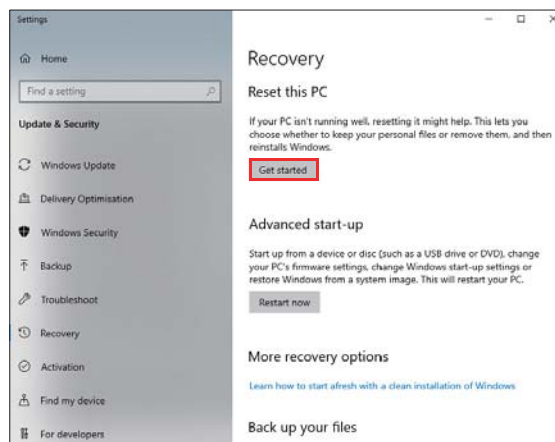 Settings
Home
Find a setting
Update & Security
Windows Update
Delivery Optimisation
Windows Security
Backup
Troubleshoot
Recovery
Activation
Find my device
For developers
Recovery
Reset this PC
If your PC isn't running well, resetting it might help. This lets you
choose whether to keep your personal files or remove them, and then
reinstalls Windows.
Get started
Advanced start-up
Start up from a device or disc (such as a USB drive or DVD), change
your PC's firmware settings, change Windows start-up settings or
restore Windows from a system image. This will restart your PC.
Restart now
More recovery options
Learn how to start afresh with a clean installation of Windows
Back up your files